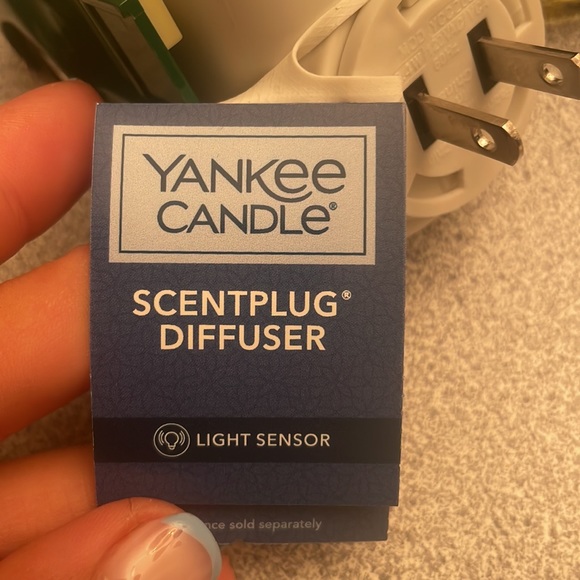 YANKEE
CANDLE®
SCENTPLUG®
DIFFUSER
LIGHT SENSOR
sold separately